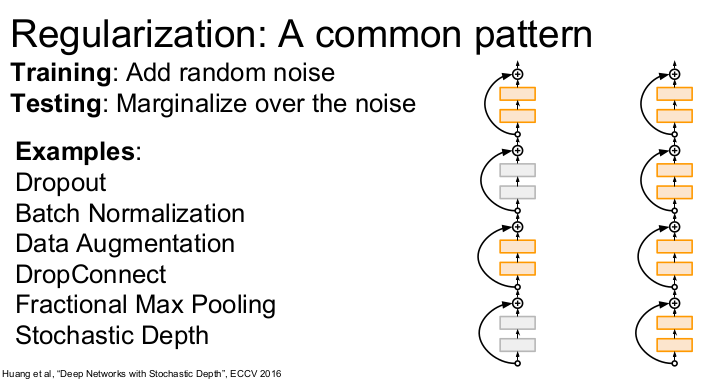 Regularization: A common pattern
Training: Add random noise
Testing: Marginalize over the noise
Examples:
Dropout
Batch Normalization
Data Augmentation
DropConnect
Fractional Max Pooling
Stochastic Depth
Huang et al, “Deep Networks with Stochastic Depth”, ECCV 2016